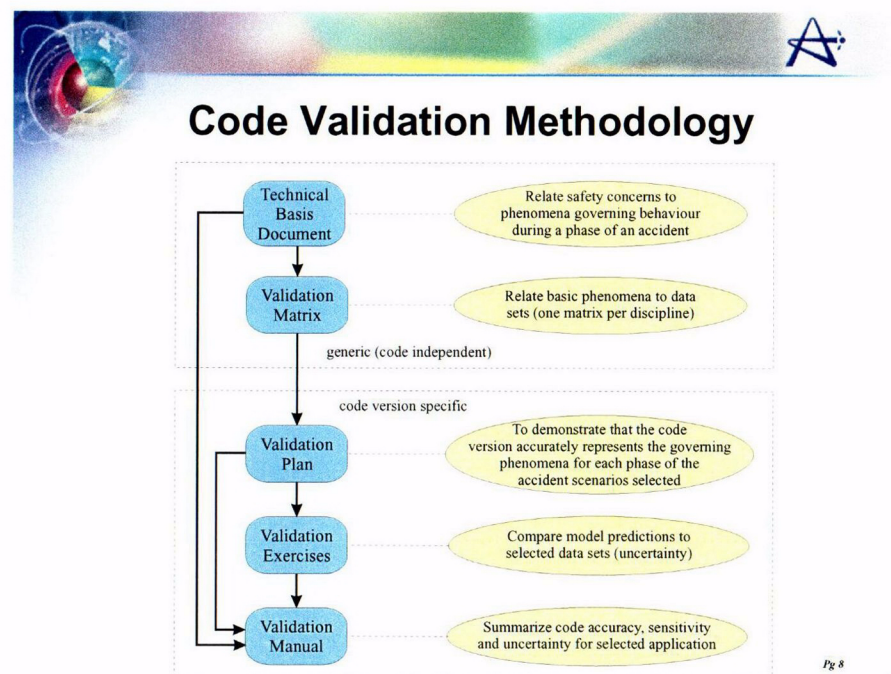 Code Validation Methodology
Technical
Basis
Document
Relate safety concerns to
phenomena governing behaviour
during a phase of an accident
Validation
Matrix
Relate basic phenomena to data
sets (one matrix per discipline)
generic (code independent)
code version specific
Validation
Plan
To demonstrate that the code
version accurately represents the governing
phenomena for each phase of the
accident scenarios selected
Validation
Exercises
Compare model predictions to
selected data sets (uncertainty)
Validation
Manual
Summarize code accuracy, sensitivity
and uncertainty for selected application
Pg 8